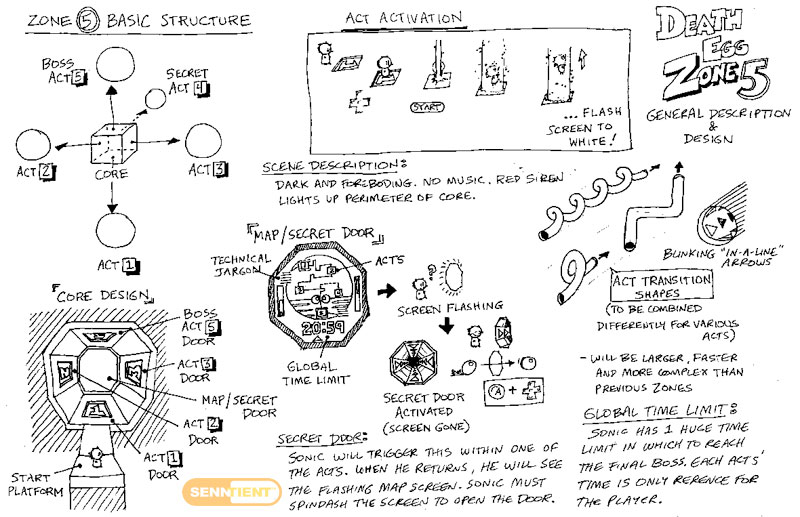 ZONE 5 BASIC STRUCTURE
BOSS
ACT 5
SECRET
ACT 4
ACT 2
CORE
ACT 3
ACT 1
ACT ACTIVATION
START
...FLASH
SCREEN TO
WHITE!
DEATH
EGG
ZONE 5
GENERAL DESCRIPTION
&
DESIGN
SCENE DESCRIPTION:
DARK AND FOREBODING. NO MUSIC. RED SIREN
LIGHTS UP PERIMETER OF CORE.
"MAP/SECRET DOOR"
TECHNICAL
JARGON
ACTS
20:59
GLOBAL
TIME LIMIT
SCREEN FLASHING
SECRET DOOR
ACTIVATED
(SCREEN GONE)
A +
BLINKING "IN-A-LINE"
ARROWS
ACT TRANSITION
SHAPES
(TO BE COMBINED
DIFFERENTLY FOR VARIOUS
ACTS)
- WILL BE LARGER, FASTER
AND MORE COMPLEX THAN
PREVIOUS ZONES
"CORE DESIGN"
BOSS
ACT 5
DOOR
ACT 3
DOOR
MAP/SECRET
DOOR
ACT 2
DOOR
ACT 1
DOOR
START
PLATFORM
SECRET DOOR:
SONIC WILL TRIGGER THIS WITHIN ONE OF
THE ACTS. WHEN HE RETURNS, HE WILL SEE
THE FLASHING MAP SCREEN. SONIC MUST
SPINDASH THE SCREEN TO OPEN THE DOOR.
GLOBAL TIME LIMIT:
SONIC HAS 1 HUGE TIME
LIMIT IN WHICH TO REACH
THE FINAL BOSS. EACH ACTS'
TIME IS ONLY RERENCE FOR
THE PLAYER.
SENNTIENT